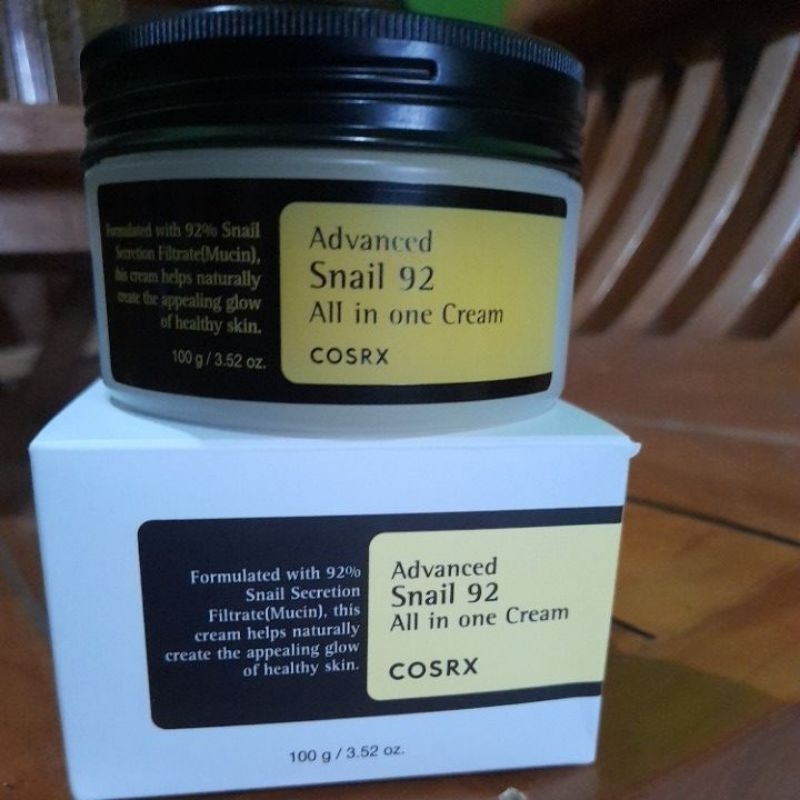 Formulated with 92% Snail
Secretion Filtrate(Mucin),
this cream helps naturally
create the appealing glow
of healthy skin.
100 g / 3.52 oz.
Advanced
Snail 92
All in one Cream
COSRX
Formulated with 92%
Snail Secretion
Filtrate(Mucin), this
cream helps naturally
create the appealing glow
of healthy skin.
Advanced
Snail 92
All in one Cream
COSRX
100 g / 3.52 oz.